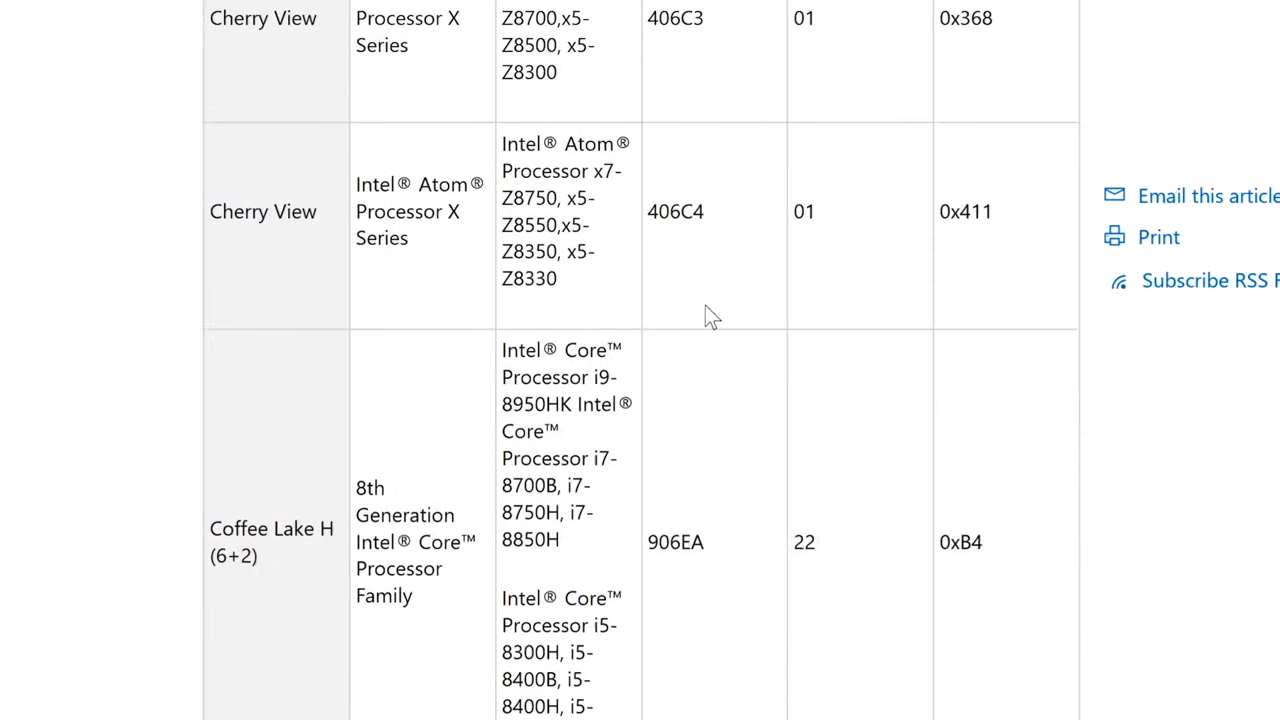 Cherry View
Processor X
Series
Z8700,x5-
Z8500, x5-
Z8300
406C3
01
0x368
Cherry View
Intel® Atom®
Processor X
Series
Intel® Atom®
Processor x7-
Z8750, x5-
Z8550,x5-
Z8350, x5-
Z8330
406C4
01
0x411
Coffee Lake H
(6+2)
8th
Generation
Intel® Core™
Processor
Family
Intel® Core™
Processor i9-
8950HK Intel®
Core™
Processor i7-
8700B, i7-
8750H, i7-
8850H
Intel® Core™
Processor i5-
8300H, i5-
8400B, i5-
8400H, i5-
906EA
22
0xB4
Email this article
Print
Subscribe RSS F